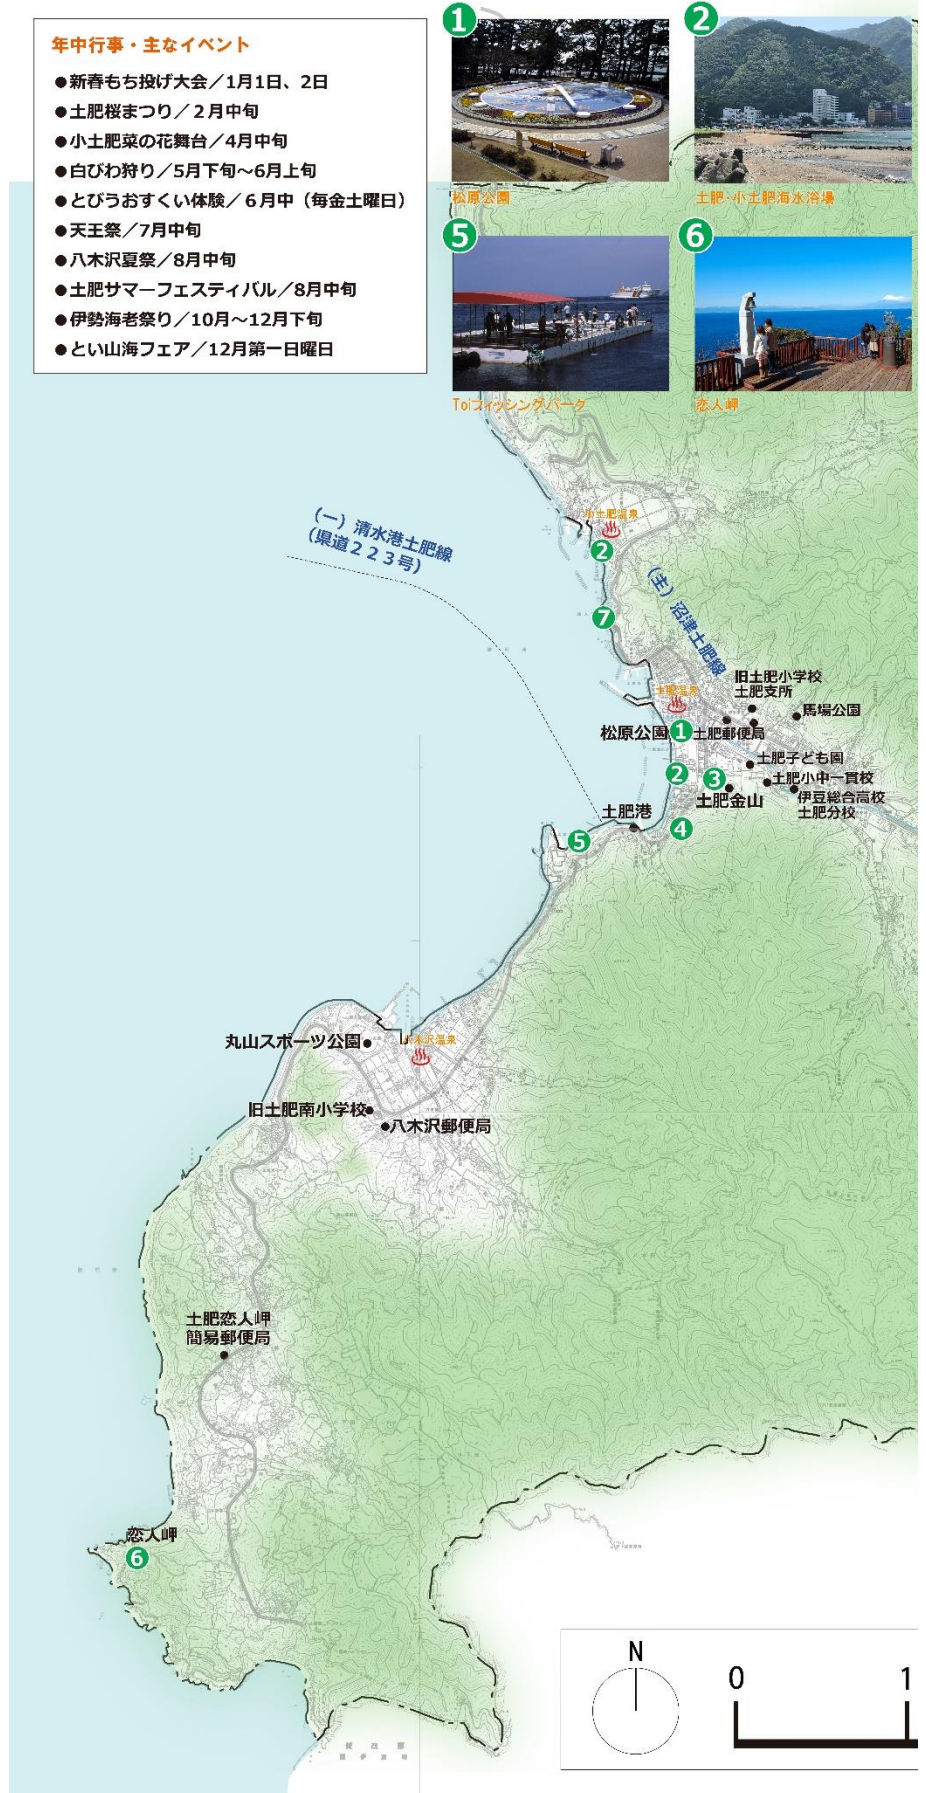 年中行事・主なイベント
●新春もち投げ大会／1月1日、2日
●土肥桜まつり／２月中旬
●小土肥菜の花舞台／4月中旬
●白びわ狩り／5月下旬～6月上旬
●とびうおすくい体験／６月中（毎金土曜日）
●天王祭／7月中旬
●八木沢夏祭／8月中旬
●土肥サマーフェスティバル／8月中旬
●伊勢海老祭り／10月～12月下旬
●とい山海フェア／12月第一日曜日
1
松原公園
2
土肥・小土肥海水浴場
5
Toiフィッシングパーク
6
恋人岬
（一）清水港土肥線
（県道２２３号）
小土肥温泉
2
7
（主）沼津土肥線
旧土肥小学校
土肥支所
馬場公園
土肥温泉
松原公園
1
土肥郵便局
土肥子ども園
2
3
土肥小中一貫校
土肥金山
伊豆総合高校
土肥分校
土肥港
4
5
丸山スポーツ公園
八木沢温泉
旧土肥南小学校
八木沢郵便局
土肥恋人岬
簡易郵便局
恋人岬
6
N
0
1